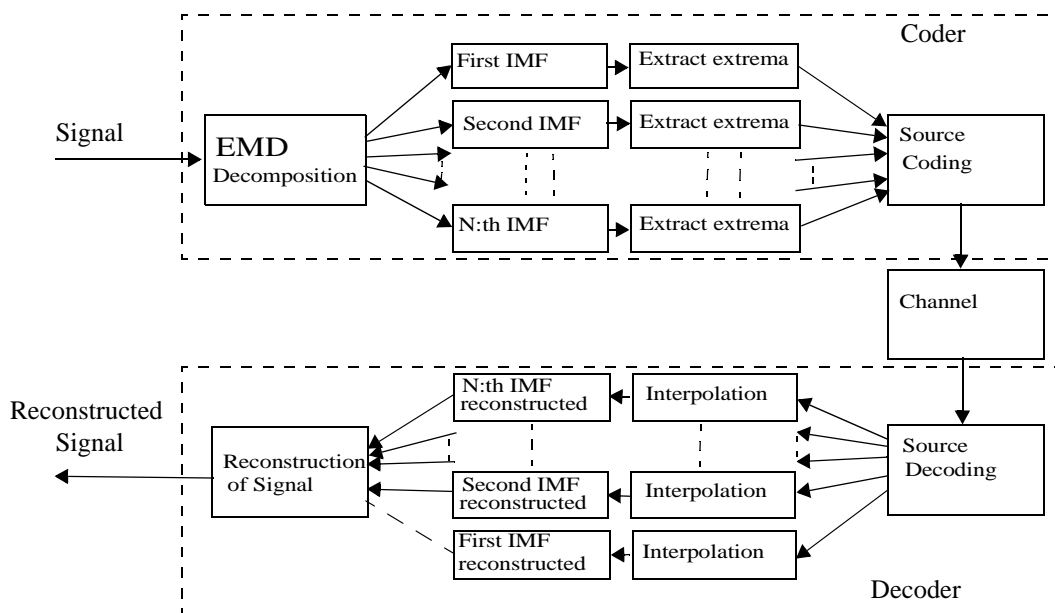 Coder
First IMF
Extract extrema
Signal
EMD
Decomposition
Second IMF
Extract extrema
Source
Coding
N:th IMF
Extract extrema
Channel
Reconstructed
Signal
N:th IMF
reconstructed
Interpolation
Reconstruction
of Signal
Second IMF
reconstructed
Interpolation
Source
Decoding
First IMF
reconstructed
Interpolation
Decoder